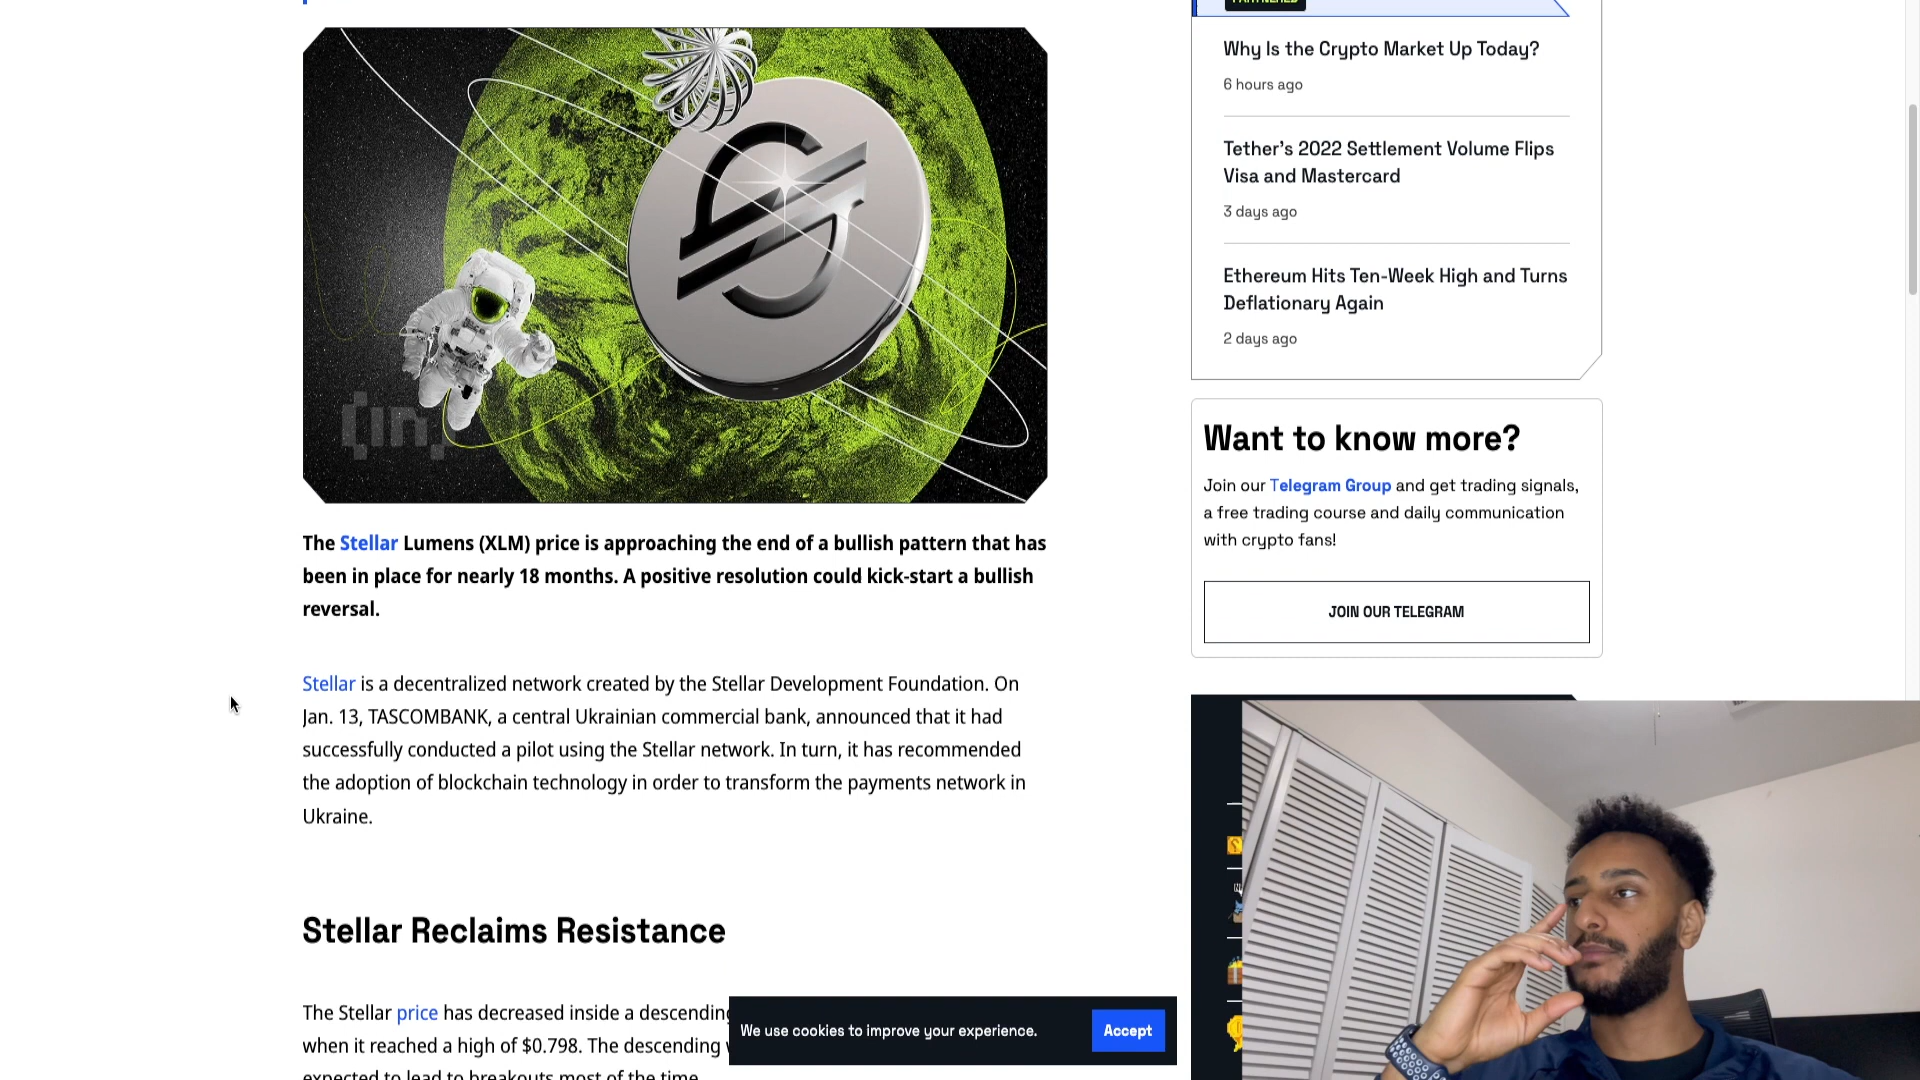 Why Is the Crypto Market Up Today?
6 hours ago
Tether's 2022 Settlement Volume Flips
Visa and Mastercard
3 days ago
Ethereum Hits Ten-Week High and Turns
Deflationary Again
2 days ago
Want to know more?
Join our Telegram Group and get trading signals,
a free trading course and daily communication
with crypto fans!
JOIN OUR TELEGRAM
The Stellar Lumens (XLM) price is approaching the end of a bullish pattern that has
been in place for nearly 18 months. A positive resolution could kick-start a bullish
reversal.
Stellar is a decentralized network created by the Stellar Development Foundation. On
Jan. 13, TASCOMBANK, a central Ukrainian commercial bank, announced that it had
successfully conducted a pilot using the Stellar network. In turn, it has recommended
the adoption of blockchain technology in order to transform the payments network in
Ukraine.
Stellar Reclaims Resistance
The Stellar price has decreased inside a descending
when it reached a high of $0.798. The descending
expected to lead to breakouts most of the time.
We use cookies to improve your experience.
Accept